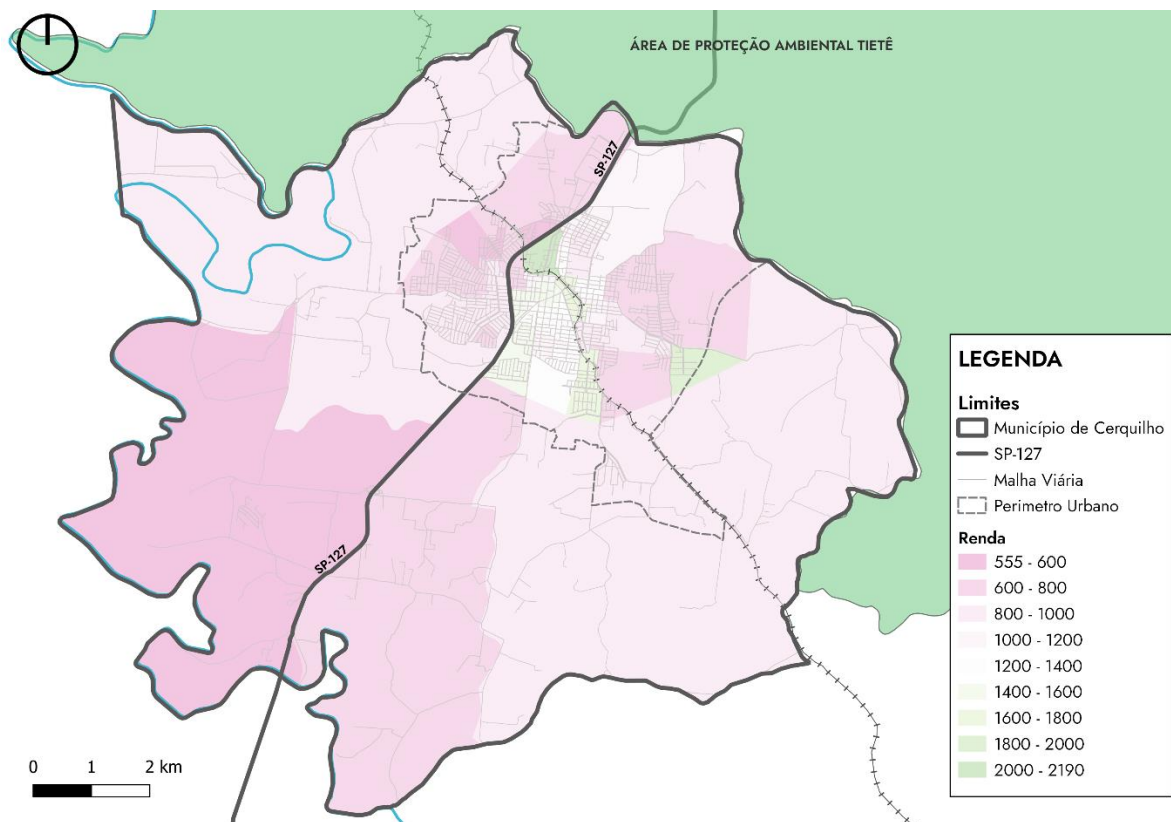 ÁREA DE PROTEÇÃO AMBIENTAL TIETÊ
SP-127
SP-127
0 1 2 km
LEGENDA
Limites
Município de Cerquilho
SP-127
Malha Viária
Perimetro Urbano
Renda
555 - 600
600 - 800
800 - 1000
1000 - 1200
1200 - 1400
1400 - 1600
1600 - 1800
1800 - 2000
2000 - 2190